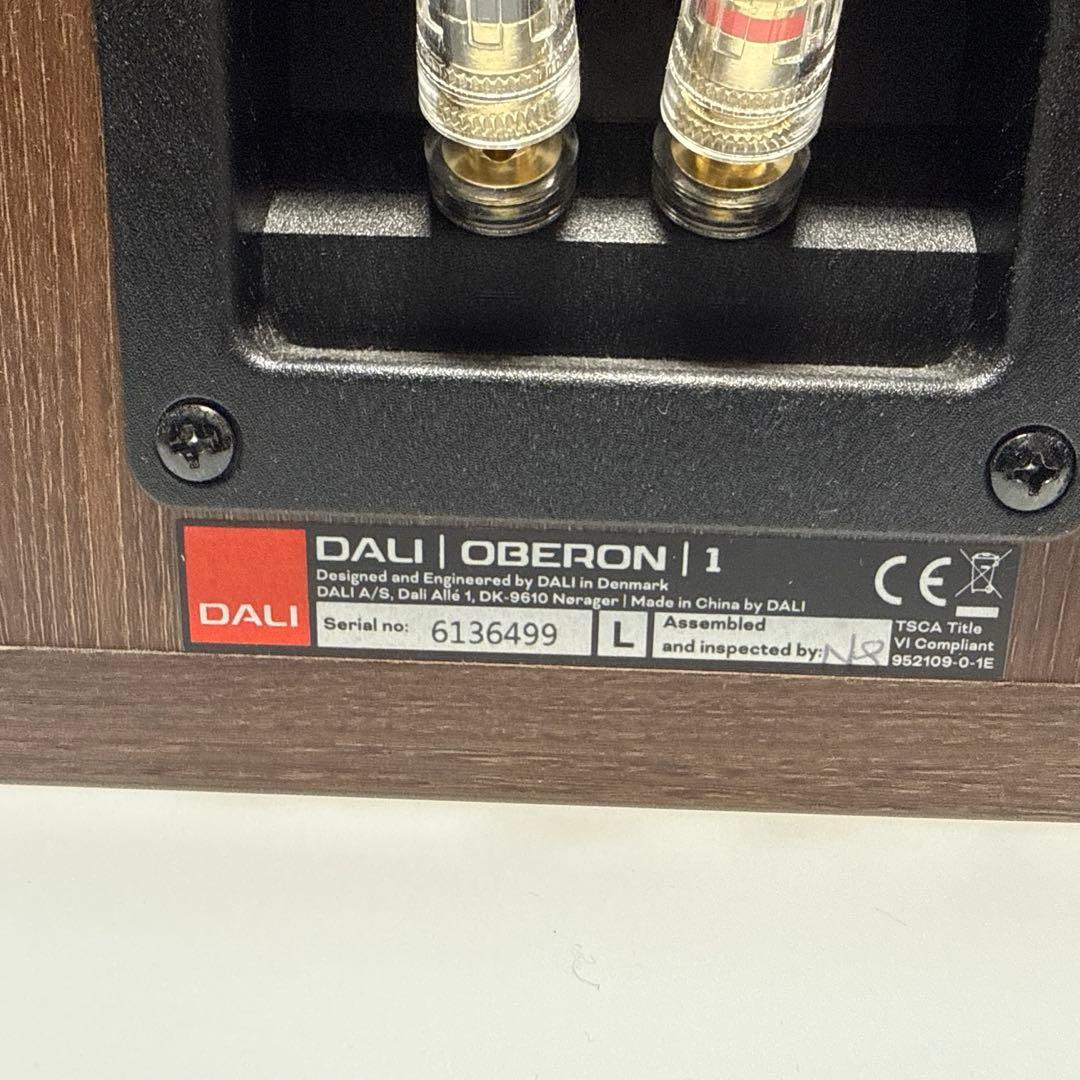 DALI | OBERON | 1
Designed and Engineered by DALI in Denmark
DALI A/S, Dali Allé 1, DK-9610 Nørager | Made in China by DALI
DALI
Serial no: 6136499
L
Assembled
and inspected by:
CE
TSCA Title
VI Compliant
952109-0-1E